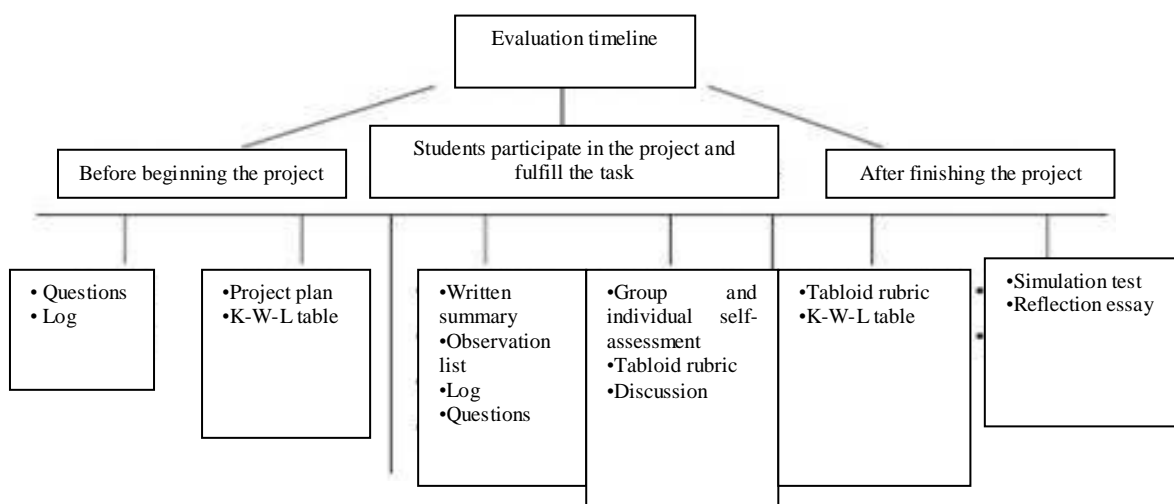 Evaluation timeline
Before beginning the project
Students participate in the project and
fulfill the task
After finishing the project
• Questions
• Log
•Project plan
•K-W-L table
•Written
summary
•Observation
list
•Log
•Questions
•Group and
individual self-
assessment
•Tabloid rubric
•Discussion
•Tabloid rubric
•K-W-L table
•Simulation test
•Reflection essay